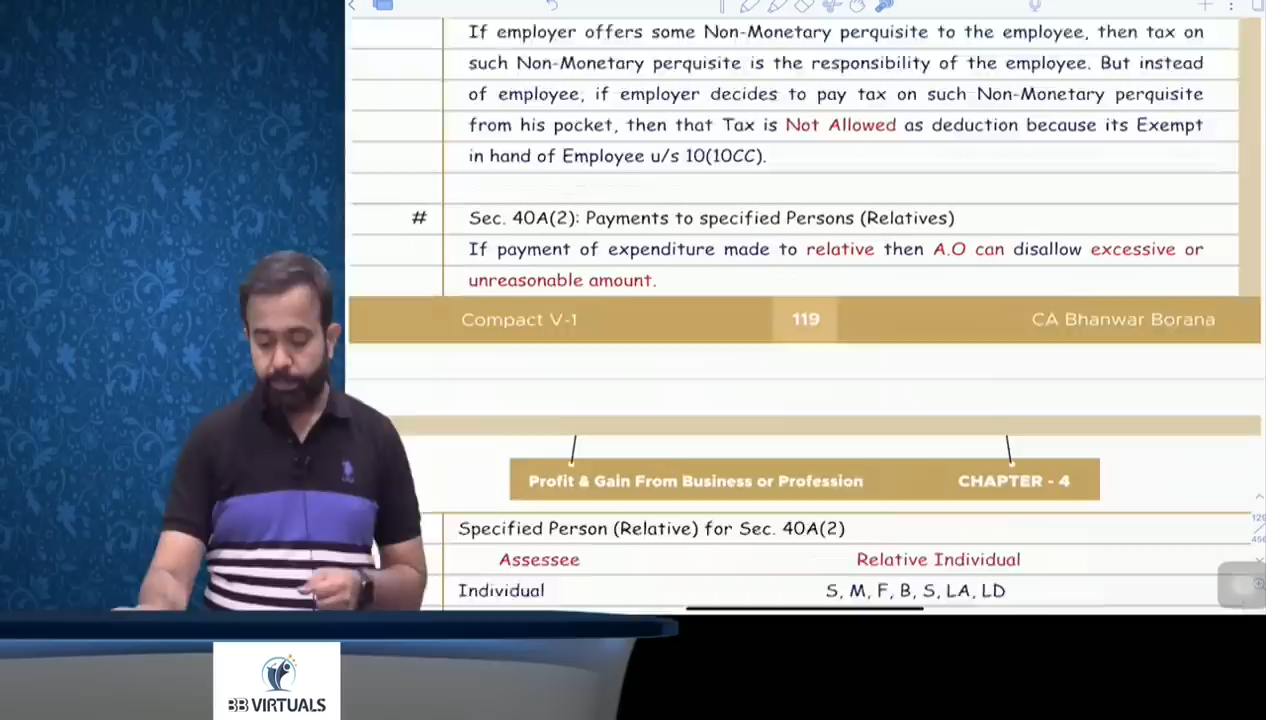 If employer offers some Non-Monetary perquisite to the employee, then tax on
such Non-Monetary perquisite is the responsibility of the employee. But instead
of employee, if employer decides to pay tax on such Non-Monetary perquisite
from his pocket, then that Tax is Not Allowed as deduction because its Exempt
in hand of Employee u/s 10(10CC).
# Sec. 40A(2): Payments to specified Persons (Relatives)
If payment of expenditure made to relative then A.O can disallow excessive or
unreasonable amount.
Compact V-1 119 CA Bhanwar Borana
Profit & Gain From Business or Profession CHAPTER - 4
Specified Person (Relative) for Sec. 40A(2)
Assessee Relative Individual
Individual S, M, F, B, S, LA, LD
BB VIRTUALS